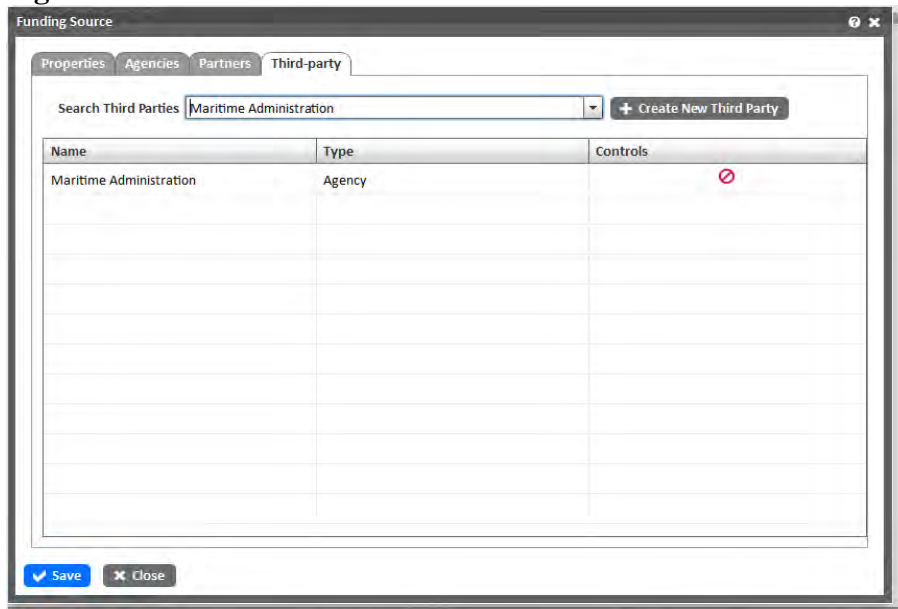 Funding Source
Properties Agencies Partners Third-party
Search Third Parties Maritime Administration Create New Third Party
Name Type Controls
Maritime Administration Agency
Save Close